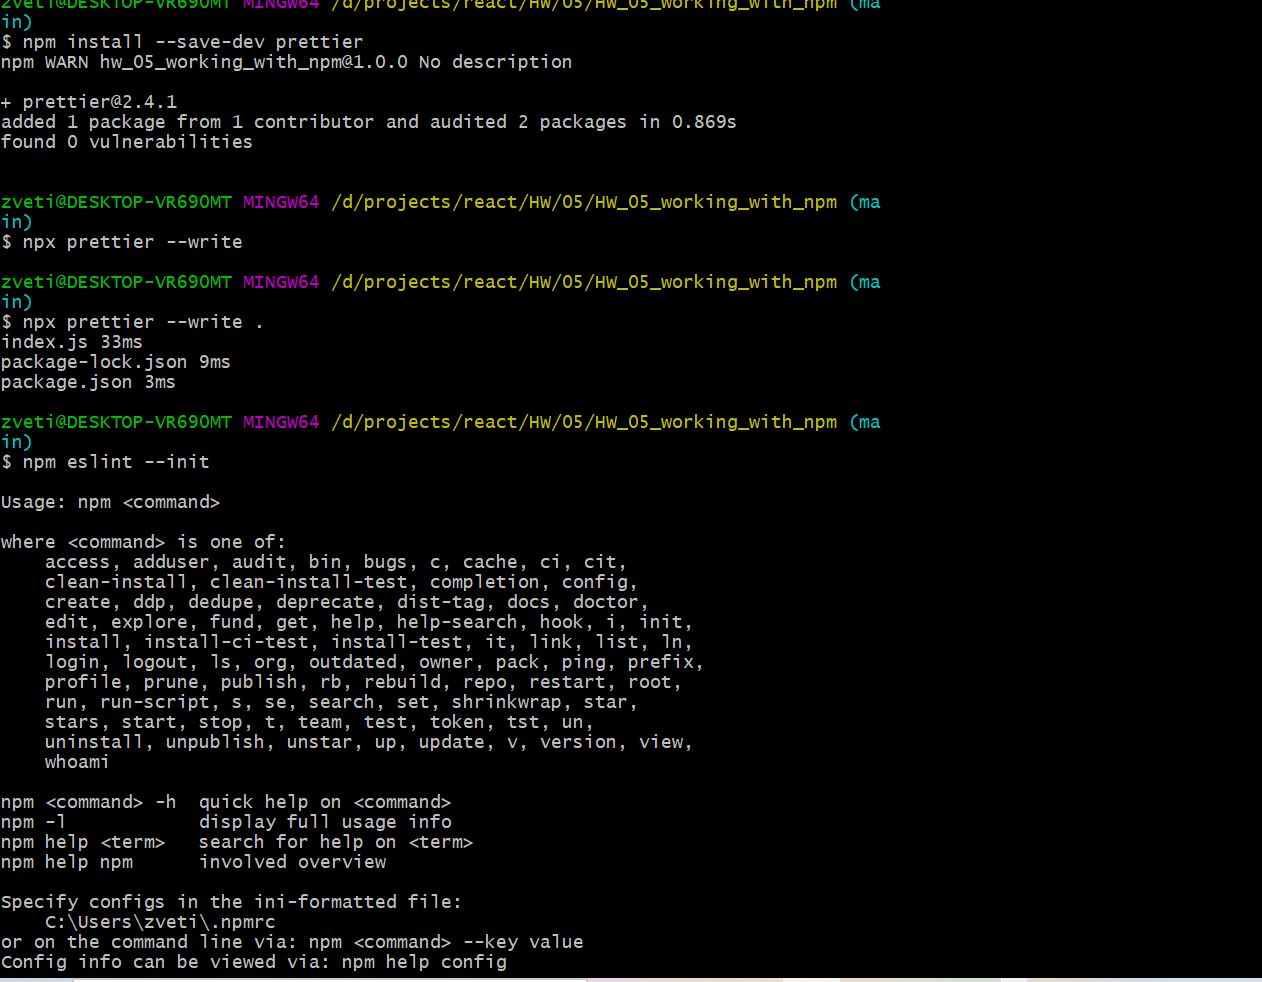 zveti@DESKTOP-VR69OMT MINGW64 /d/projects/react/HW/05/HW_05_working_with_npm (ma
in)
$ npm install --save-dev prettier
npm WARN hw_05_working_with_npm@1.0.0 No description
+ prettier@2.4.1
added 1 package from 1 contributor and audited 2 packages in 0.869s
found 0 vulnerabilities
zveti@DESKTOP-VR69OMT MINGW64 /d/projects/react/HW/05/HW_05_working_with_npm (ma
in)
$ npx prettier --write
zveti@DESKTOP-VR69OMT MINGW64 /d/projects/react/HW/05/HW_05_working_with_npm (ma
in)
$ npx prettier --write .
index.js 33ms
package-lock.json 9ms
package.json 3ms
zveti@DESKTOP-VR69OMT MINGW64 /d/projects/react/HW/05/HW_05_working_with_npm (ma
in)
$ npm eslint --init
Usage: npm <command>
where <command> is one of:
    access, adduser, audit, bin, bugs, c, cache, ci, cit,
    clean-install, clean-install-test, completion, config,
    create, ddp, dedupe, deprecate, dist-tag, docs, doctor,
    edit, explore, fund, get, help, help-search, hook, i, init,
    install, install-ci-test, install-test, it, link, list, ln,
    login, logout, ls, org, outdated, owner, pack, ping, prefix,
    profile, prune, publish, rb, rebuild, repo, restart, root,
    run, run-script, s, se, search, set, shrinkwrap, star,
    stars, start, stop, t, team, test, token, tst, un,
    uninstall, unpublish, unstar, up, update, v, version, view,
    whoami
npm <command> -h  quick help on <command>
npm -l            display full usage info
npm help <term>   search for help on <term>
npm help npm      involved overview
Specify configs in the ini-formatted file:
    C:\Users\zveti\.npmrc
or on the command line via: npm <command> --key value
Config info can be viewed via: npm help config